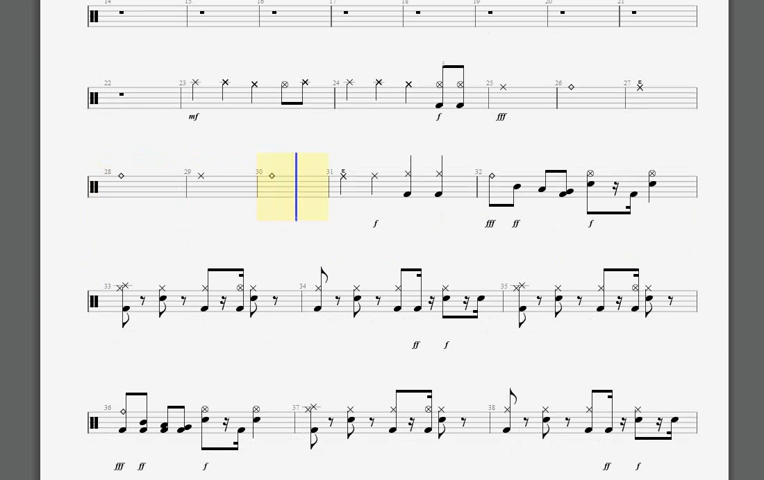 14 15 16 17 18 19 20 21
22 23 24 25 26 27
mf f fff
28 29 30 31 32
f fff ff f
33 34 35
ff f
36 37 38
fff ff f ff f